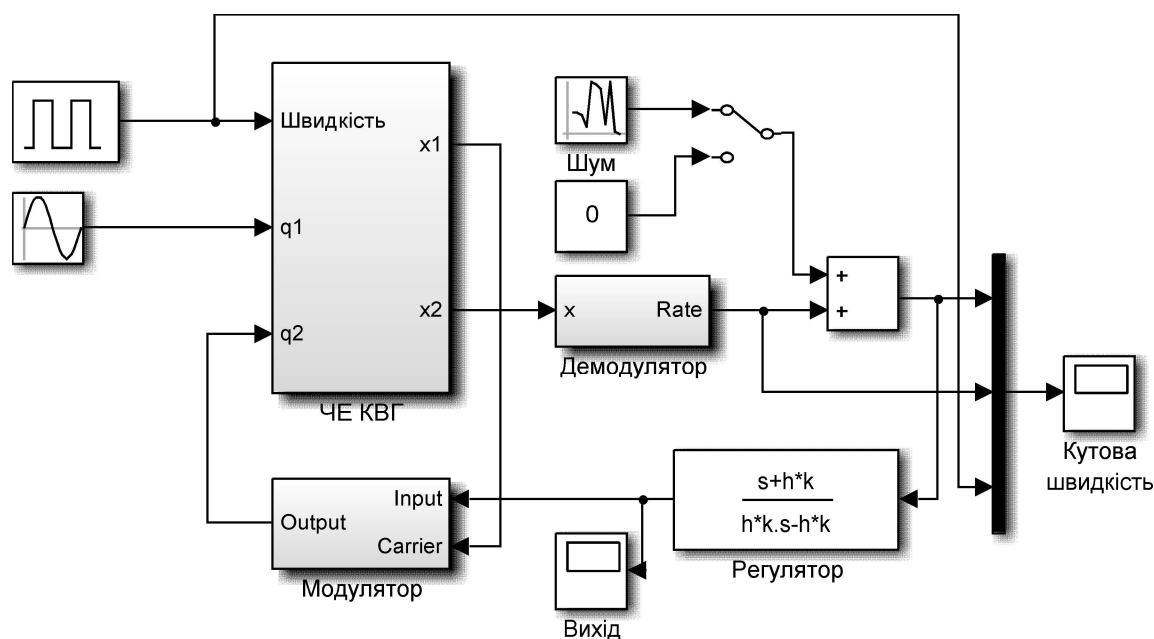 Швидкість
q1
q2
x1
x2
ЧЕ КВГ
Шум
0
x
Rate
Демодулятор
+
+
Кутова
швидкість
Input
Output
Carrier
Модулятор
s+h*k
h*k.s-h*k
Регулятор
Вихід